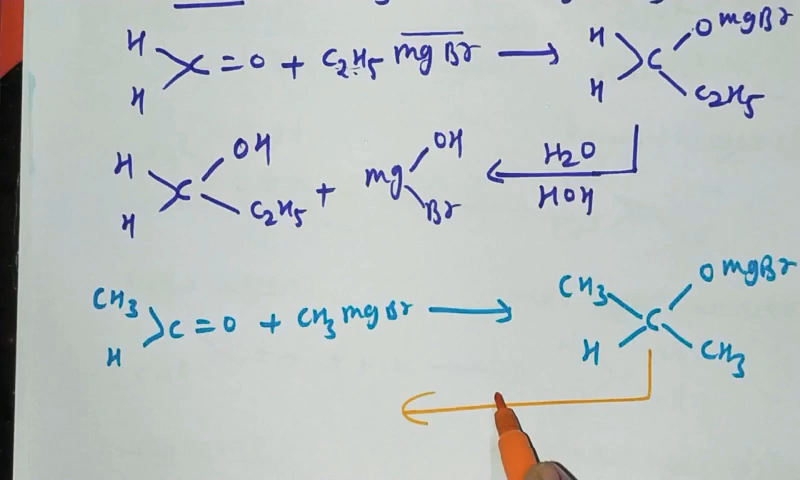 H OMgBr
H C=O + C2H5 MgBr ⟶ H C
H H C2H5
H OH OH H2O
C + Mg ⟵
H C2H5 Br HOH
CH3 CH3 OMgBr
C=O + CH3MgBr ⟶ C
H H CH3